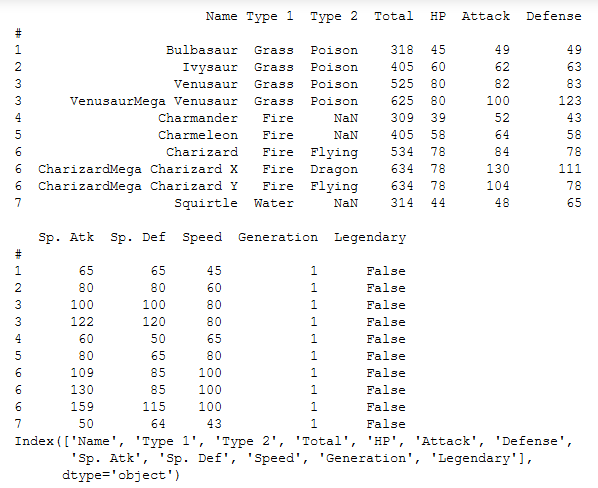 Name Type 1 Type 2 Total HP Attack Defense
#
1 Bulbasaur Grass Poison 318 45 49 49
2 Ivysaur Grass Poison 405 60 62 63
3 Venusaur Grass Poison 525 80 82 83
3 VenusaurMega Venusaur Grass Poison 625 80 100 123
4 Charmander Fire NaN 309 39 52 43
5 Charmeleon Fire NaN 405 58 64 58
6 Charizard Fire Flying 534 78 84 78
6 CharizardMega Charizard X Fire Dragon 634 78 130 111
6 CharizardMega Charizard Y Fire Flying 634 78 104 78
7 Squirtle Water NaN 314 44 48 65
Sp. Atk Sp. Def Speed Generation Legendary
#
1 65 65 45 1 False
2 80 80 60 1 False
3 100 100 80 1 False
3 122 120 80 1 False
4 60 50 65 1 False
5 80 65 80 1 False
6 109 85 100 1 False
6 130 85 100 1 False
6 159 115 100 1 False
7 50 64 43 1 False
Index(['Name', 'Type 1', 'Type 2', 'Total', 'HP', 'Attack', 'Defense',
'Sp. Atk', 'Sp. Def', 'Speed', 'Generation', 'Legendary'],
dtype='object')